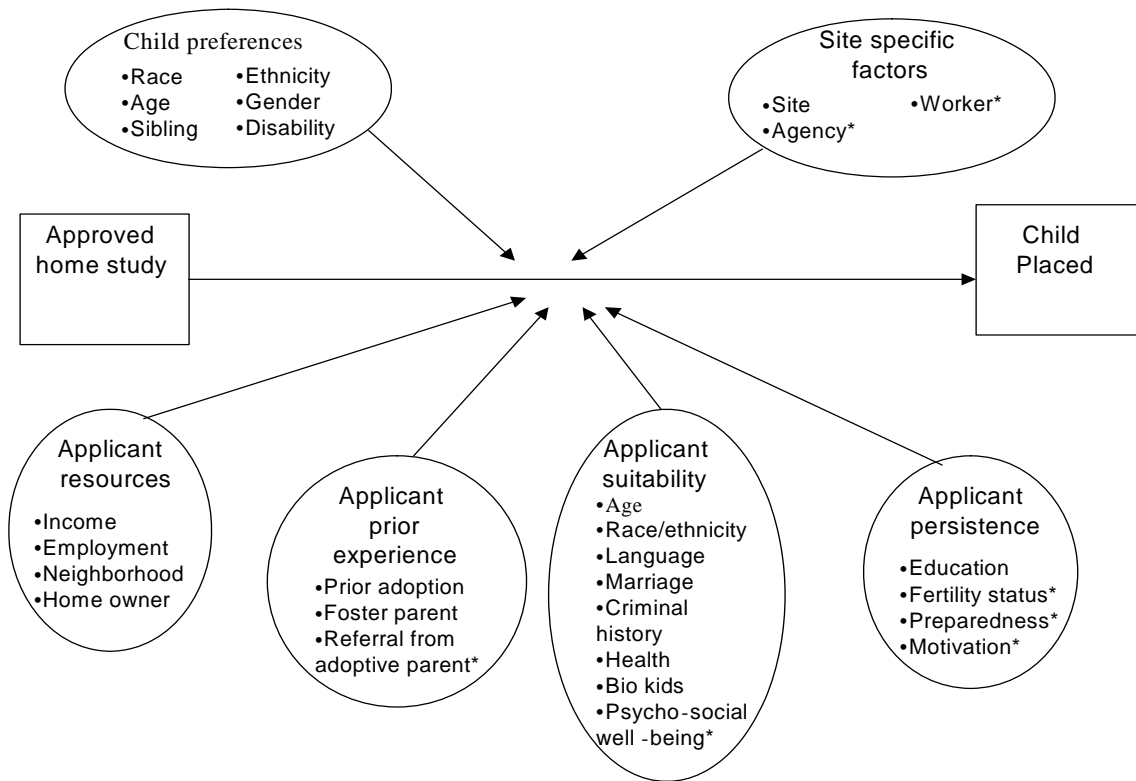 Child preferences
•Race
•Age
•Sibling
•Ethnicity
•Gender
•Disability
Site specific
factors
•Site
•Agency*
•Worker*
Approved
home study
Child
Placed
Applicant
resources
•Income
•Employment
•Neighborhood
•Home owner
Applicant
prior
experience
•Prior adoption
•Foster parent
•Referral from
adoptive parent*
Applicant
suitability
•Age
•Race/ethnicity
•Language
•Marriage
•Criminal
history
•Health
•Bio kids
•Psycho-social
well -being*
Applicant
persistence
•Education
•Fertility status*
•Preparedness*
•Motivation*